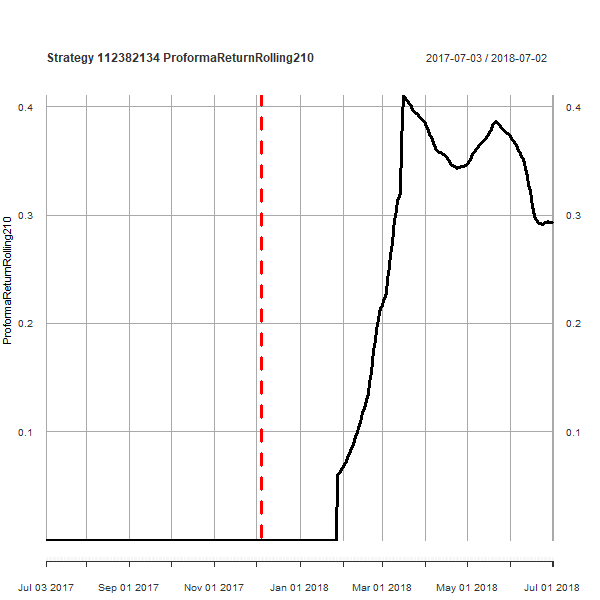 Strategy 112382134 ProformaReturnRolling210
2017-07-03 / 2018-07-02
ProformaReturnRolling210
0.4
0.4
0.3
0.3
0.2
0.2
0.1
0.1
Jul 03 2017
Sep 01 2017
Nov 01 2017
Jan 01 2018
Mar 01 2018
May 01 2018
Jul 01 2018